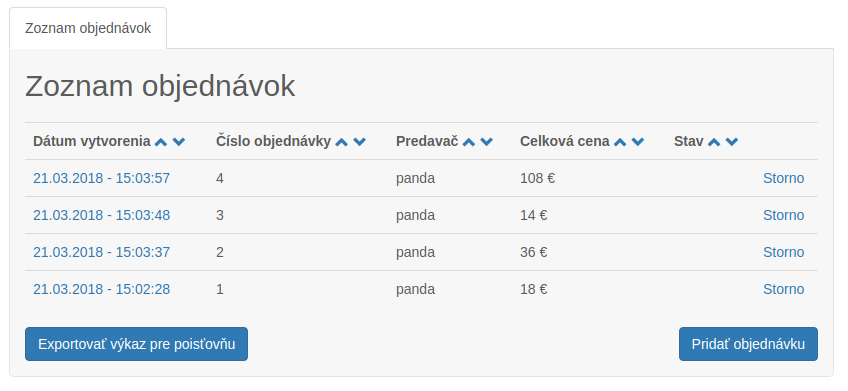 Zoznam objednávok
Zoznam objednávok
Dátum vytvorenia Číslo objednávky Predavač Celková cena Stav
21.03.2018 - 15:03:57 4 panda 108 € Storno
21.03.2018 - 15:03:48 3 panda 14 € Storno
21.03.2018 - 15:03:37 2 panda 36 € Storno
21.03.2018 - 15:02:28 1 panda 18 € Storno
Exportovať výkaz pre poisťovňu Pridať objednávku